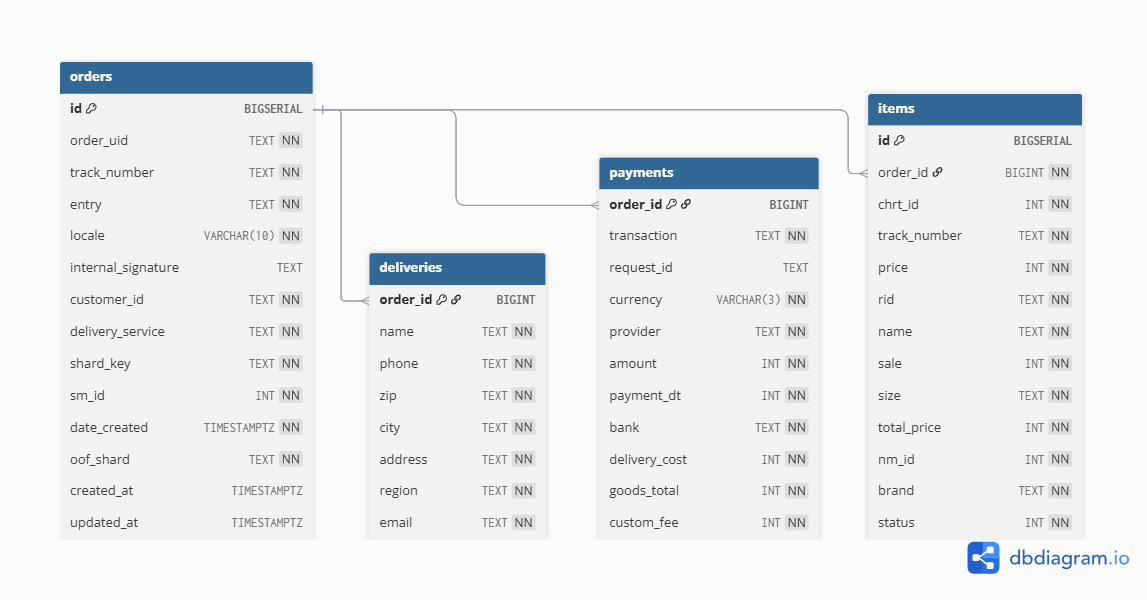 orders
id BIGSERIAL
order_uid TEXT NN
track_number TEXT NN
entry TEXT NN
locale VARCHAR(10) NN
internal_signature TEXT
customer_id TEXT NN
delivery_service TEXT NN
shard_key TEXT NN
sm_id INT NN
date_created TIMESTAMPTZ NN
oof_shard TEXT NN
created_at TIMESTAMPTZ
updated_at TIMESTAMPTZ
deliveries
order_id BIGINT
name TEXT NN
phone TEXT NN
zip TEXT NN
city TEXT NN
address TEXT NN
region TEXT NN
email TEXT NN
payments
order_id BIGINT
transaction TEXT NN
request_id TEXT
currency VARCHAR(3) NN
provider TEXT NN
amount INT NN
payment_dt INT NN
bank TEXT NN
delivery_cost INT NN
goods_total INT NN
custom_fee INT NN
items
id BIGSERIAL
order_id BIGINT NN
chrt_id INT NN
track_number TEXT NN
price INT NN
rid TEXT NN
name TEXT NN
sale INT NN
size TEXT NN
total_price INT NN
nm_id INT NN
brand TEXT NN
status INT NN
dbdiagram.io